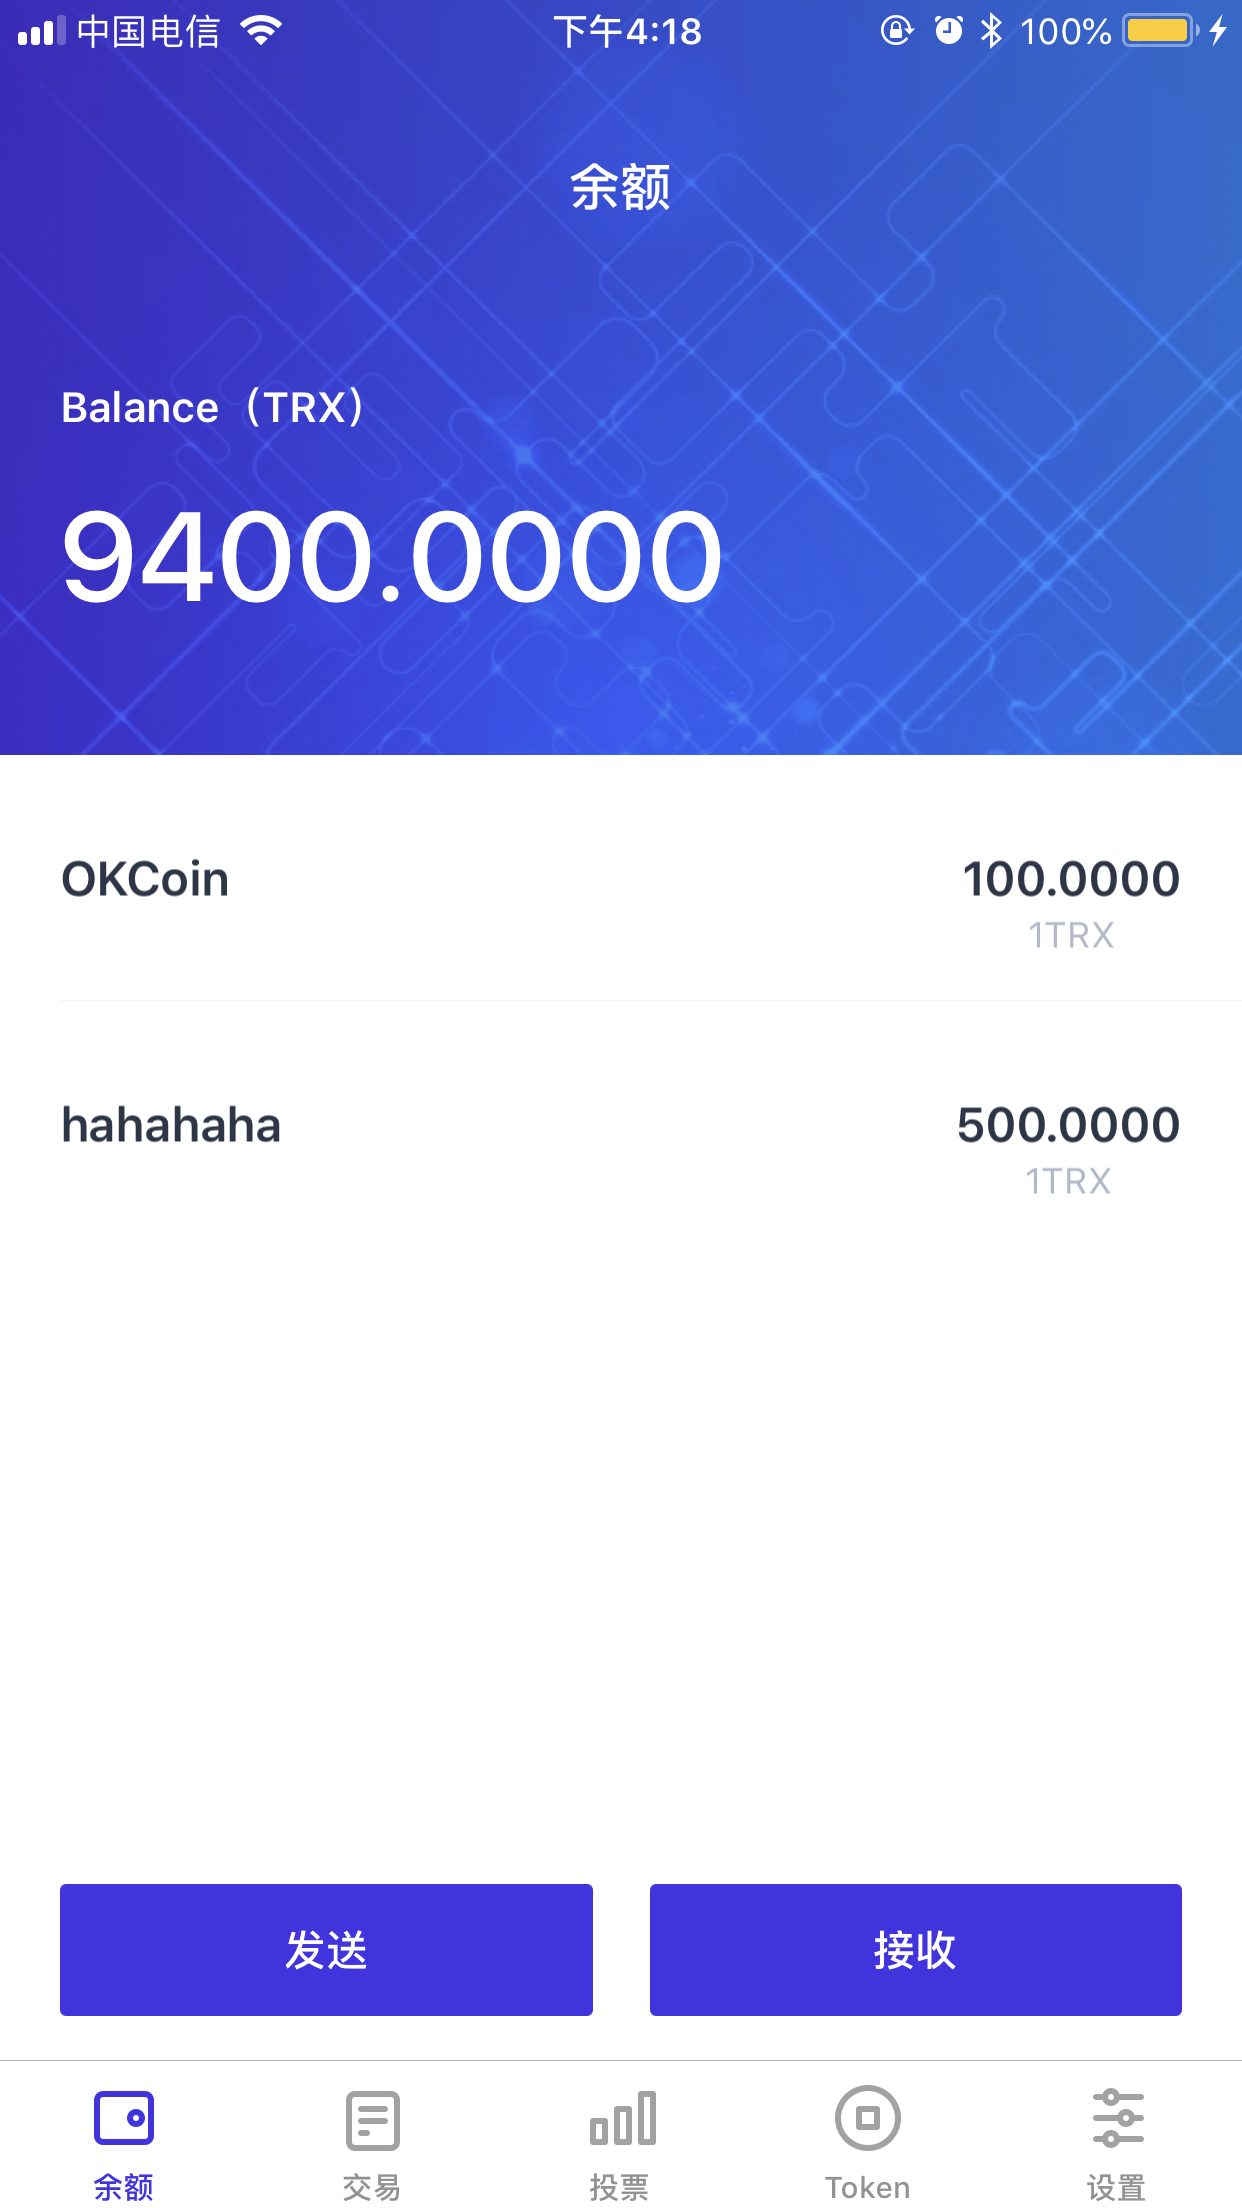 中国电信 下午4:18 100%
余额
Balance（TRX）
9400.0000
OKCoin 100.0000
1TRX
hahahaha 500.0000
1TRX
发送 接收
余额 交易 投票 Token 设置